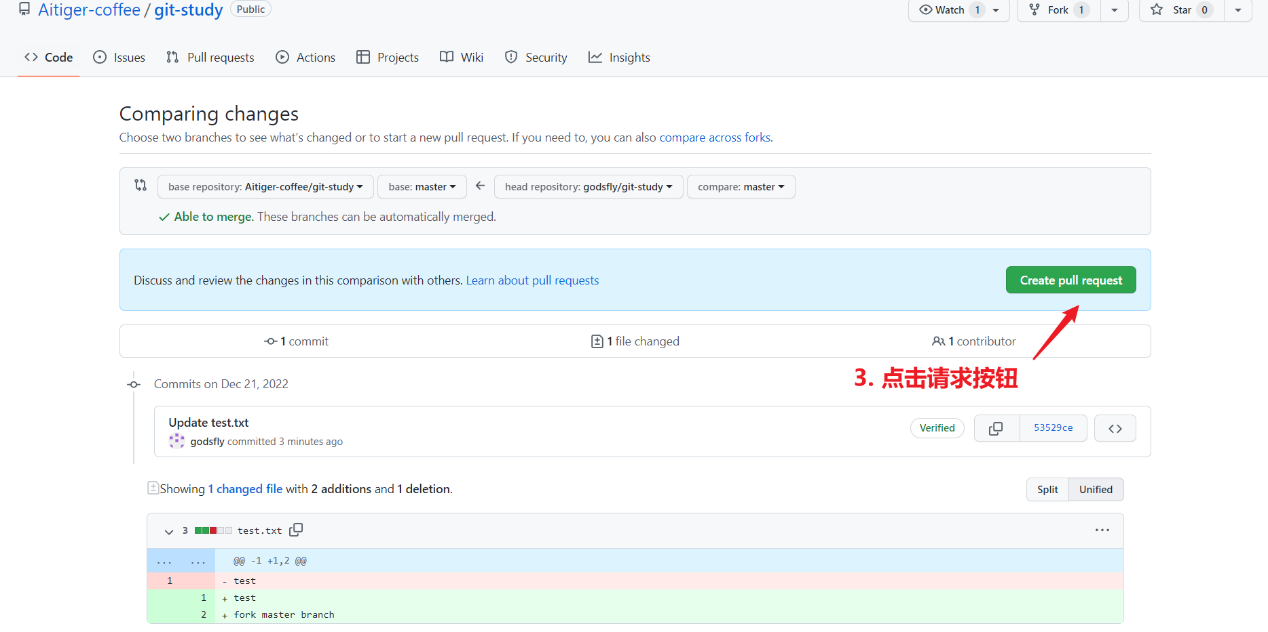 Aitiger-coffee / git-study Public Watch 1 Fork 1 Star 0
Code Issues Pull requests Actions Projects Wiki Security Insights
Comparing changes
Choose two branches to see what's changed or to start a new pull request. If you need to, you can also compare across forks.
base repository: Aitiger-coffee/git-study base: master ← head repository: godsfly/git-study compare: master
Able to merge. These branches can be automatically merged.
Discuss and review the changes in this comparison with others. Learn about pull requests Create pull request
1 commit 1 file changed 1 contributor
3. 点击请求按钮
Commits on Dec 21, 2022
Update test.txt
godsfly committed 3 minutes ago Verified 53529ce
Showing 1 changed file with 2 additions and 1 deletion. Split Unified
3 test.txt ...
... ... @@ -1 +1,2 @@
1 - test
1 + test
2 + fork master branch